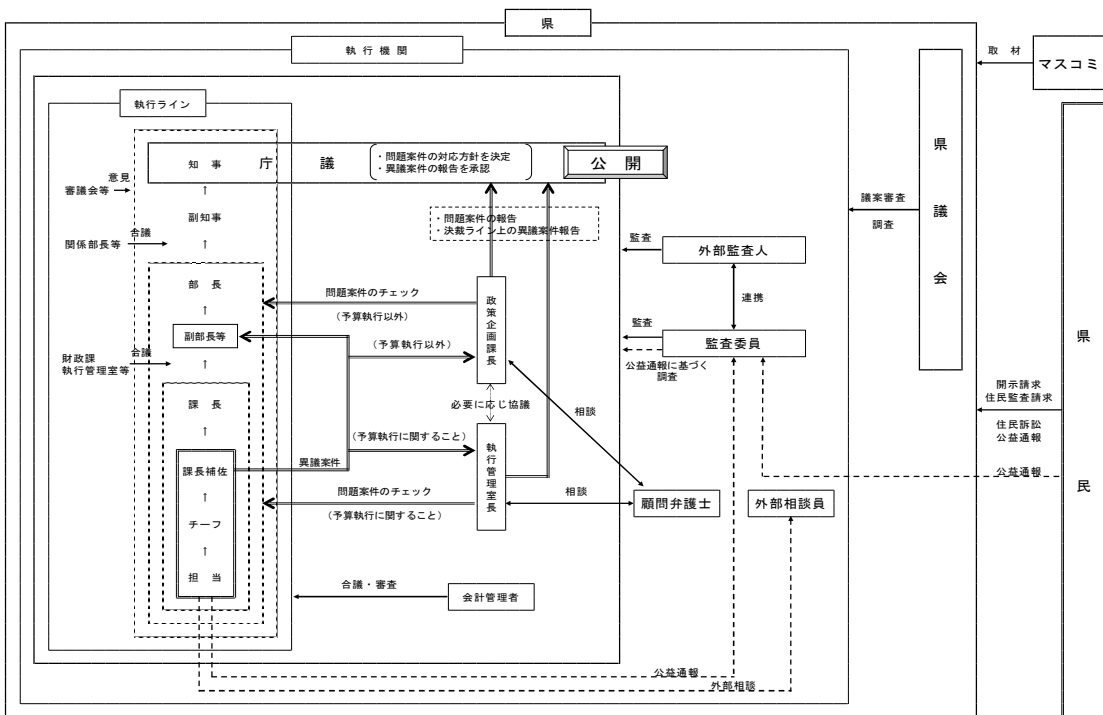 県
執行機関
取材
マスコミ
執行ライン
県議会
知事
庁議
・問題案件の対応方針を決定
・異議案件の報告を承認
公開
意見
審議会等
↑
議案審査
調査
副知事
・問題案件の報告
・決裁ライン上の異議案件報告
合議
関係部長等
↑
監査
外部監査人
部長
問題案件のチェック
(予算執行以外)
政策企画課長
連携
↑
副部長等
(予算執行以外)
監査
監査委員
県民
合議
財政課
執行管理室等
↑
公益通報に基づく
調査
開示請求
住民監査請求
住民訴訟
公益通報
課長
必要に応じ協議
相談
↑
(予算執行に関すること)
執行管理室長
課長補佐
異議案件
公益通報
↑
問題案件のチェック
(予算執行に関すること)
相談
顧問弁護士
外部相談員
チーフ
↑
担当
合議・審査
会計管理者
公益通報
外部相談